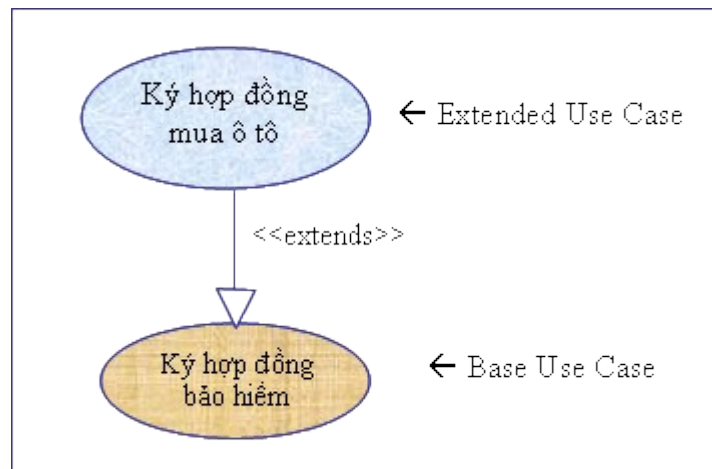 Ký hợp đồng
mua ô tô
← Extended Use Case
<<extends>>
Ký hợp đồng
bảo hiểm
← Base Use Case